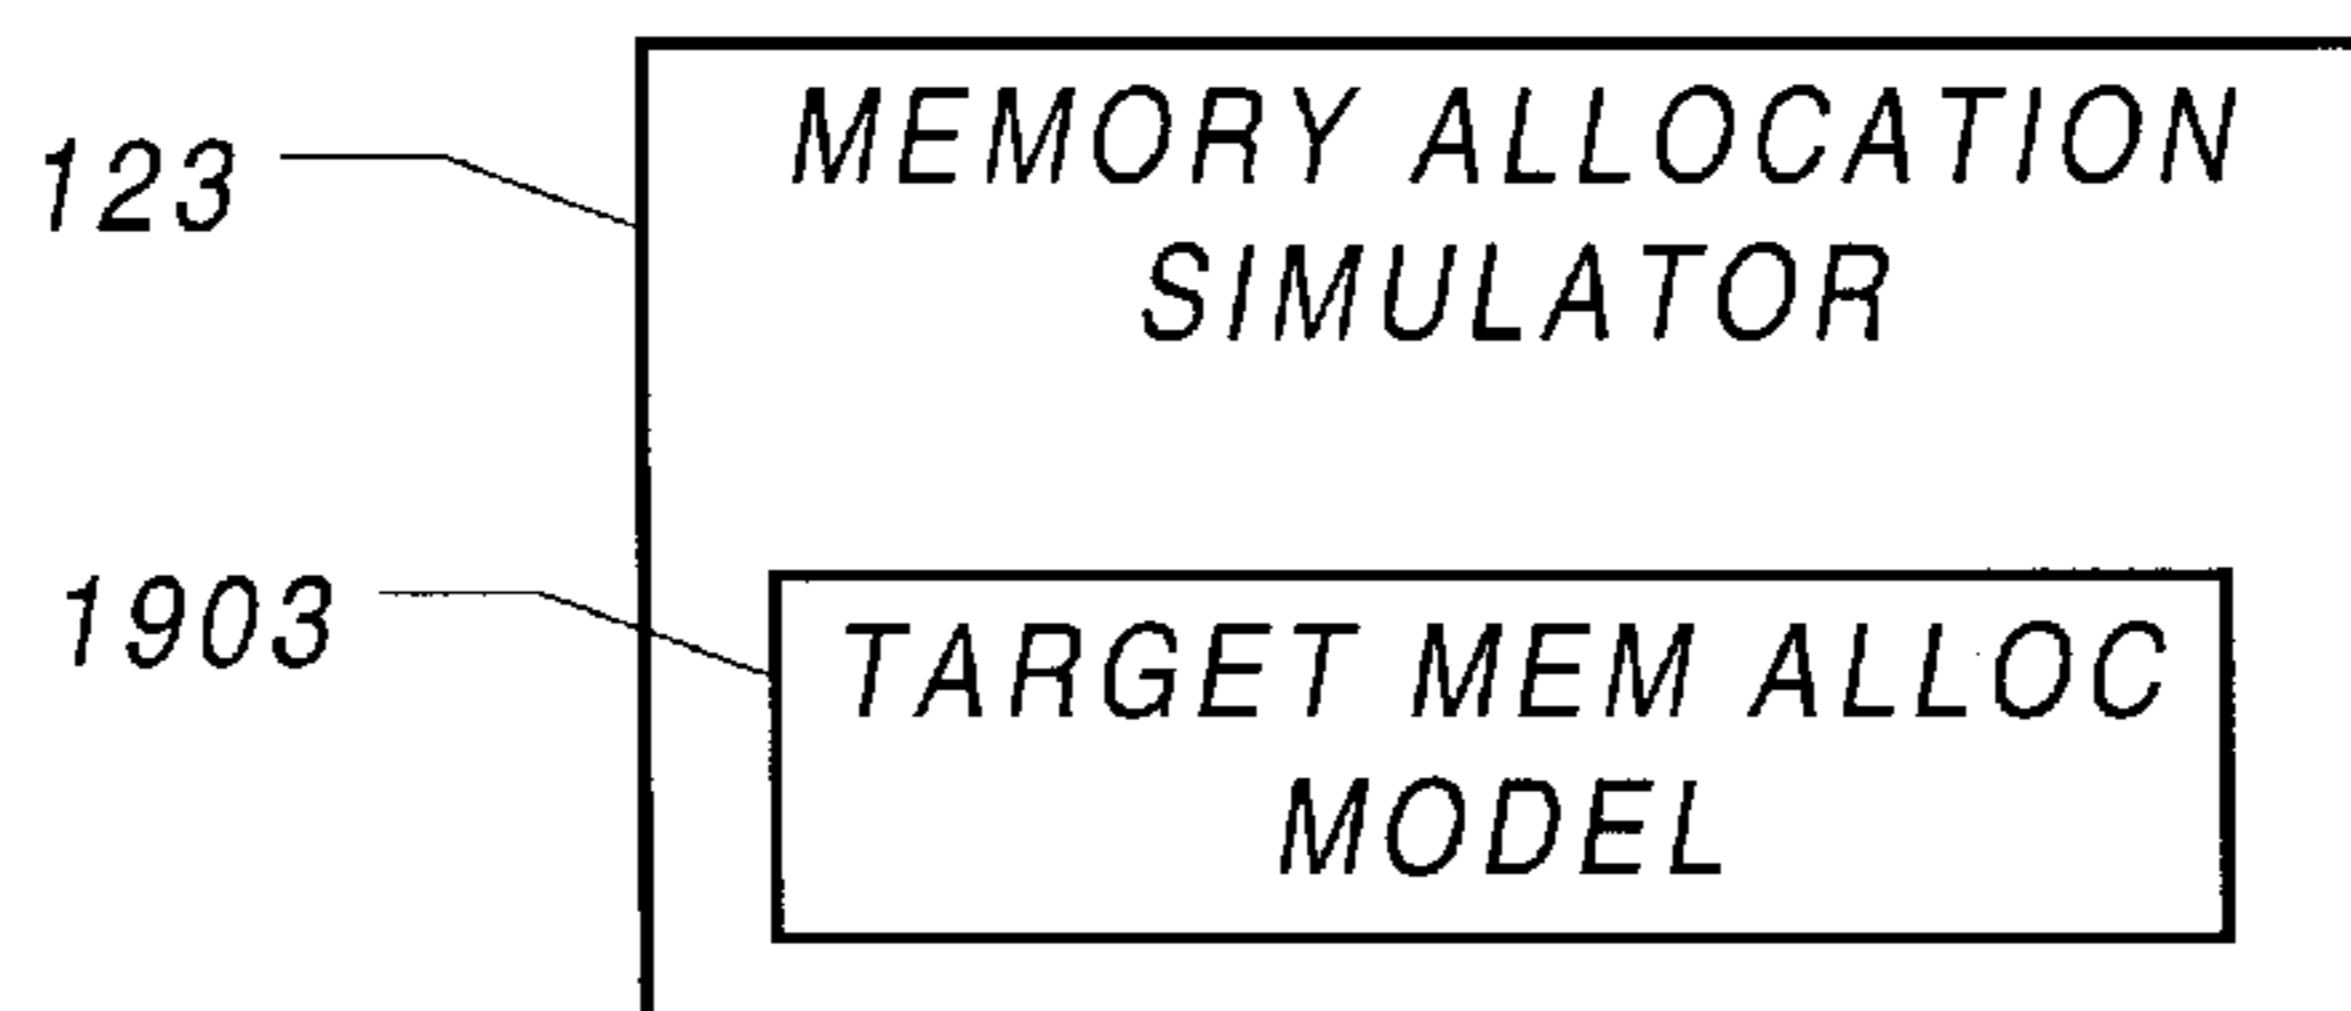 MEMORY ALLOCATION
123
SIMULATOR
1903
TARGET MEM ALLOC
MODEL